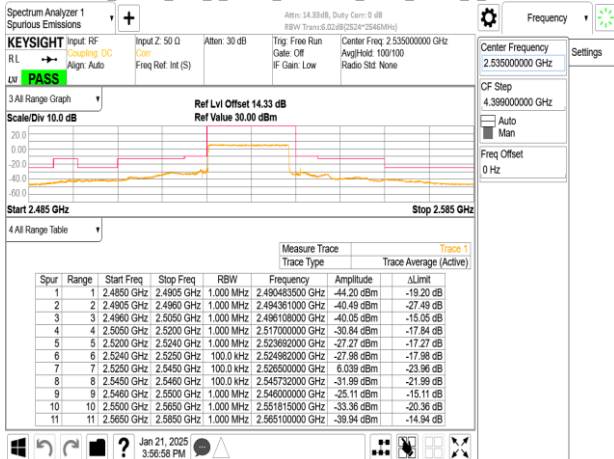 Spectrum Analyzer 1
Spurious Emissions
Attn: 14.33dB, Duty Corr: 0 dB
RBW Trans:6.02dB(2524~2546MHz)
Frequency
KEYSIGHT
RL
LXI
PASS
Input: RF
Coupling: DC
Align: Auto
Input Z: 50 Ω
Corr
Freq Ref: Int (S)
Atten: 30 dB
Trig: Free Run
Gate: Off
IF Gain: Low
Center Freq: 2.535000000 GHz
Avg|Hold: 100/100
Radio Std: None
Center Frequency
2.535000000 GHz
Settings
CF Step
4.399000000 GHz
Auto
Man
Freq Offset
0 Hz
3 All Range Graph
Scale/Div 10.0 dB
Ref Lvl Offset 14.33 dB
Ref Value 30.00 dBm
20.0
0.00
-20.0
-40.0
-60.0
Start 2.485 GHz
Stop 2.585 GHz
4 All Range Table
Measure Trace Trace 1
Trace Type Trace Average (Active)
Spur Range Start Freq Stop Freq RBW Frequency Amplitude ΔLimit
1 1 2.4850 GHz 2.4905 GHz 1.000 MHz 2.490483500 GHz -44.20 dBm -19.20 dB
2 2 2.4905 GHz 2.4960 GHz 1.000 MHz 2.494361000 GHz -40.49 dBm -27.49 dB
3 3 2.4960 GHz 2.5050 GHz 1.000 MHz 2.496108000 GHz -40.05 dBm -15.05 dB
4 4 2.5050 GHz 2.5200 GHz 1.000 MHz 2.517000000 GHz -30.84 dBm -17.84 dB
5 5 2.5200 GHz 2.5240 GHz 1.000 MHz 2.523692000 GHz -27.27 dBm -17.27 dB
6 6 2.5240 GHz 2.5250 GHz 100.0 kHz 2.524982000 GHz -27.98 dBm -17.98 dB
7 7 2.5250 GHz 2.5450 GHz 100.0 kHz 2.526500000 GHz 6.039 dBm -23.96 dB
8 8 2.5450 GHz 2.5460 GHz 100.0 kHz 2.545732000 GHz -31.99 dBm -21.99 dB
9 9 2.5460 GHz 2.5500 GHz 1.000 MHz 2.546000000 GHz -25.11 dBm -15.11 dB
10 10 2.5500 GHz 2.5650 GHz 1.000 MHz 2.551815000 GHz -33.36 dBm -20.36 dB
11 11 2.5650 GHz 2.5850 GHz 1.000 MHz 2.565100000 GHz -39.94 dBm -14.94 dB
?
Jan 21, 2025
3:56:58 PM